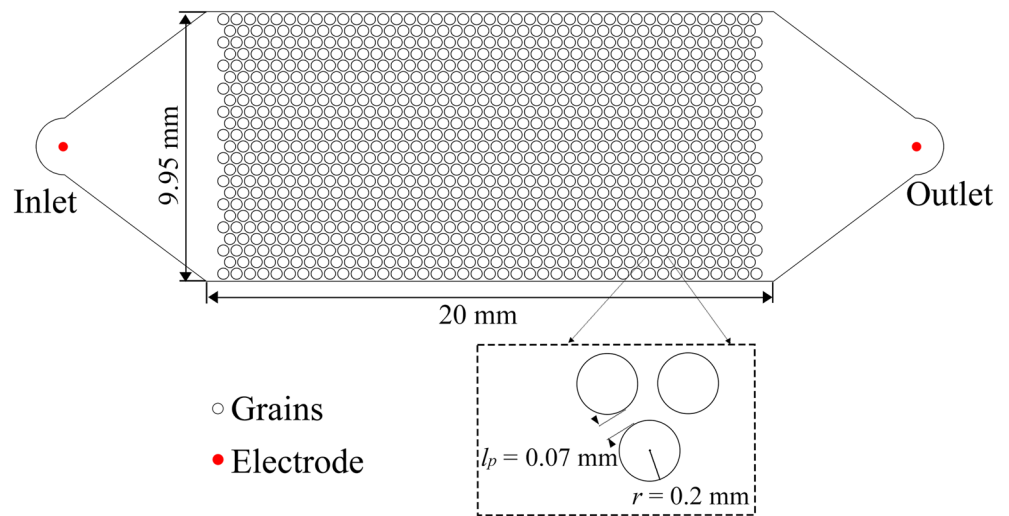 9.95 mm
Inlet
Outlet
20 mm
Grains
Electrode
lp = 0.07 mm
r = 0.2 mm